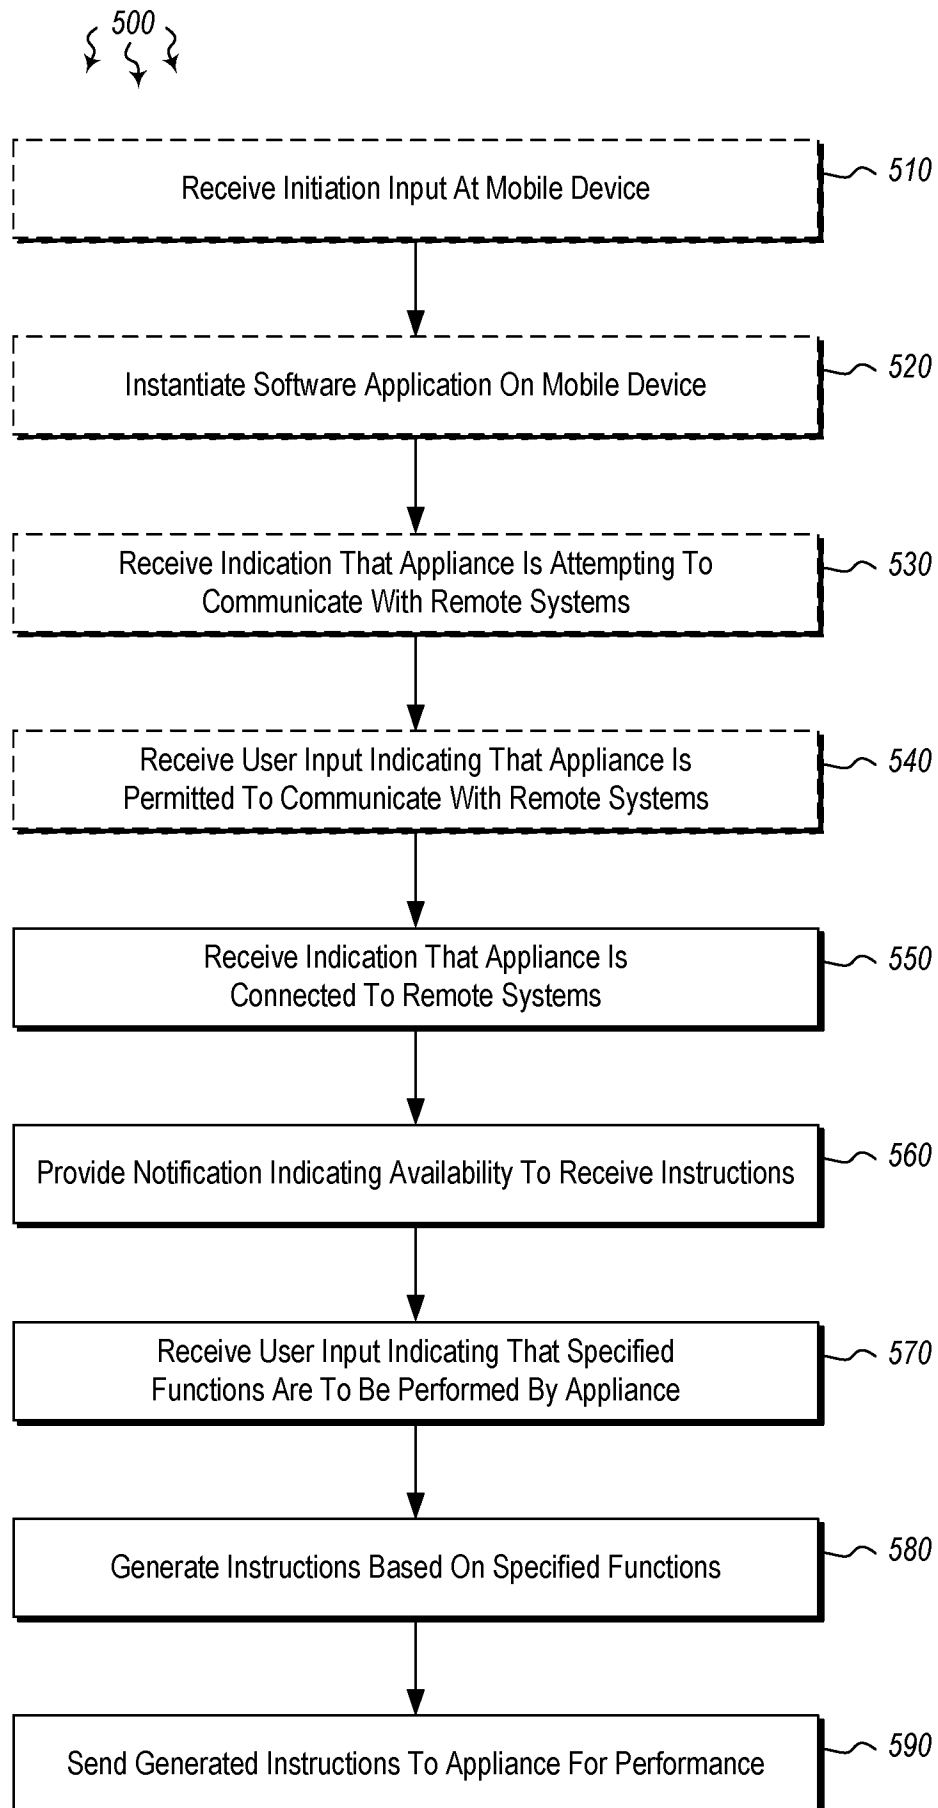 500
Receive Initiation Input At Mobile Device
510
Instantiate Software Application On Mobile Device
520
Receive Indication That Appliance Is Attempting To
Communicate With Remote Systems
530
Receive User Input Indicating That Appliance Is
Permitted To Communicate With Remote Systems
540
Receive Indication That Appliance Is
Connected To Remote Systems
550
Provide Notification Indicating Availability To Receive Instructions
560
Receive User Input Indicating That Specified
Functions Are To Be Performed By Appliance
570
Generate Instructions Based On Specified Functions
580
Send Generated Instructions To Appliance For Performance
590